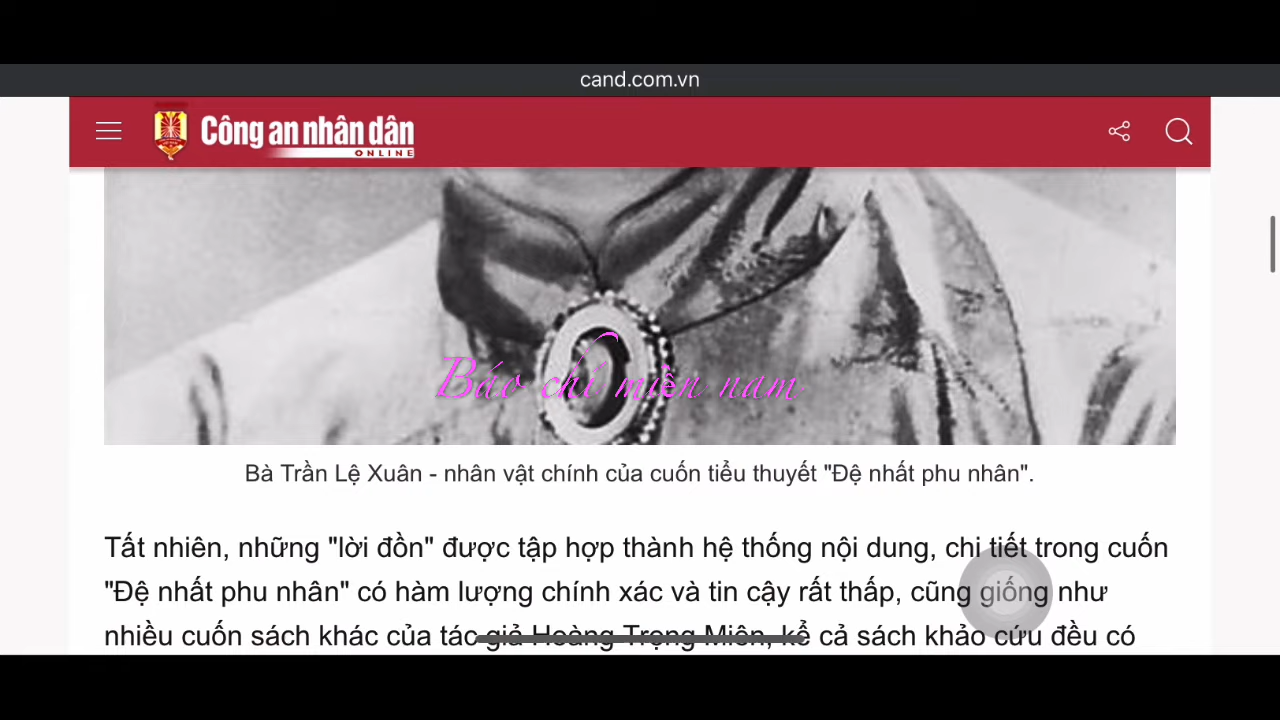 cand.com.vn
Công an nhân dân
ONLINE
Báo chí miền nam
Bà Trần Lệ Xuân - nhân vật chính của cuốn tiểu thuyết "Đệ nhất phu nhân".
Tất nhiên, những "lời đồn" được tập hợp thành hệ thống nội dung, chi tiết trong cuốn
"Đệ nhất phu nhân" có hàm lượng chính xác và tin cậy rất thấp, cũng giống như
nhiều cuốn sách khác của tác giả Hoàng Trọng Miên, kể cả sách khảo cứu đều có